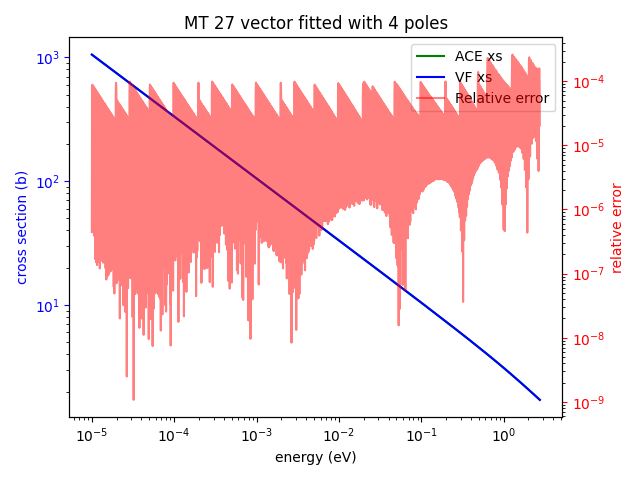 MT 27 vector fitted with 4 poles
ACE xs
VF xs
Relative error
cross section (b)
10³
10²
10¹
10⁻⁴
10⁻⁵
10⁻⁶
10⁻⁷
10⁻⁸
10⁻⁹
relative error
10⁻⁵ 10⁻⁴ 10⁻³ 10⁻² 10⁻¹ 10⁰
energy (eV)